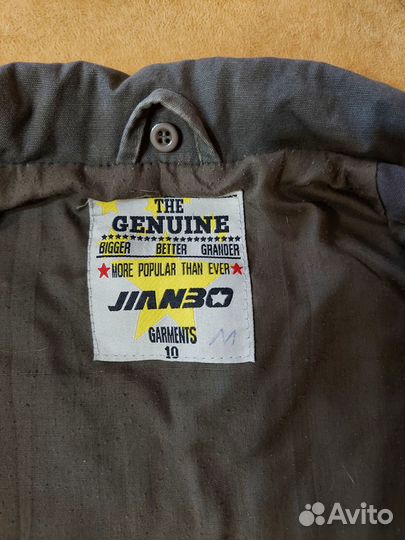 THE
GENUINE
BIGGER BETTER GRANDER
★MORE POPULAR THAN EVER★
JIANBO
GARMENTS M
10
Avito